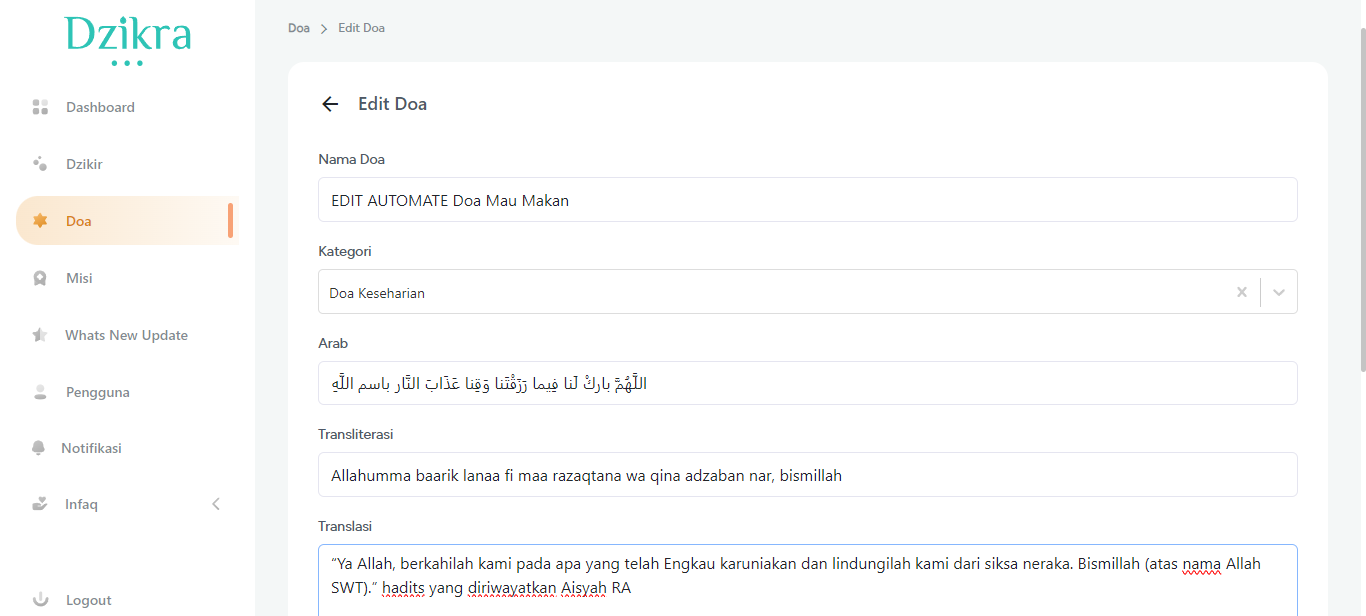 Dzikra
Doa > Edit Doa
Dashboard
Dzikir
Doa
Misi
Whats New Update
Pengguna
Notifikasi
Infaq
Logout
Edit Doa
Nama Doa
EDIT AUTOMATE Doa Mau Makan
Kategori
Doa Keseharian
Arab
اللَّهُمَّ بارِكْ لَنا فِيما رَزَقْتَنا وَقِنا عَذَابَ النَّار باسم اللَّهِ
Transliterasi
Allahumma baarik lanaa fi maa razaqtana wa qina adzaban nar, bismillah
Translasi
“Ya Allah, berkahilah kami pada apa yang telah Engkau karuniakan dan lindungilah kami dari siksa neraka. Bismillah (atas nama Allah
SWT).” hadits yang diriwayatkan Aisyah RA